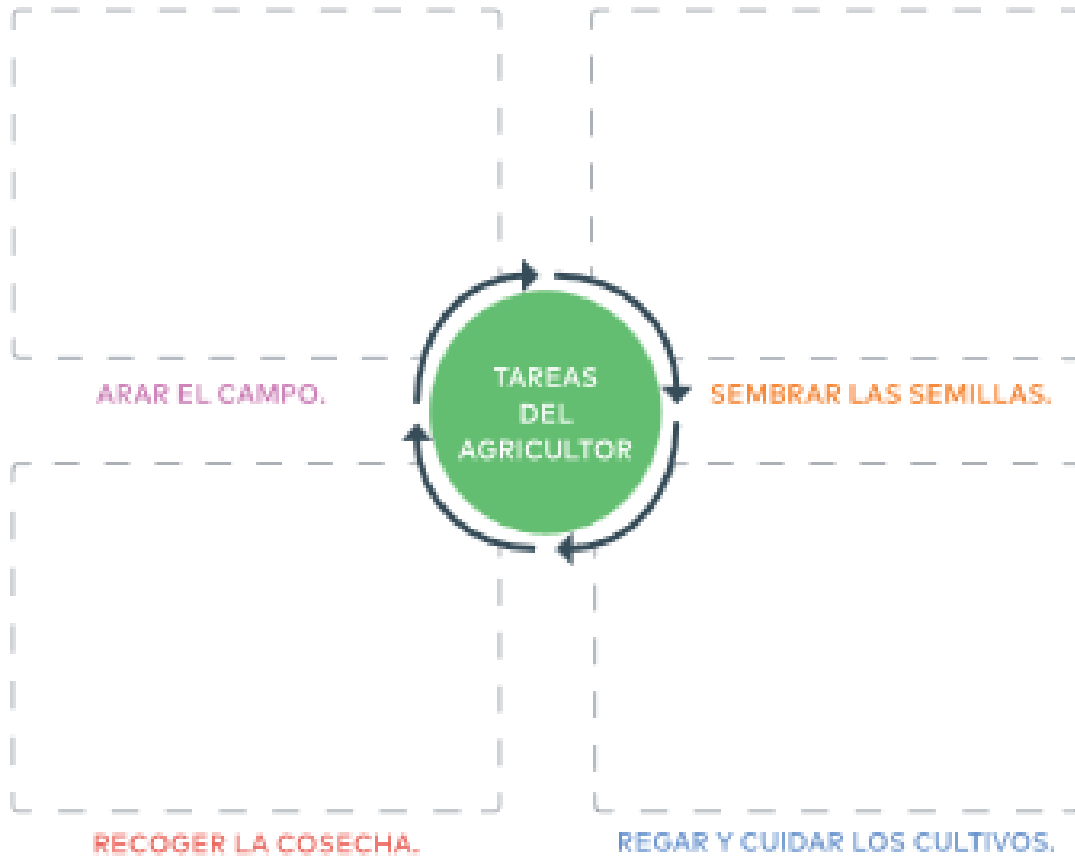 ARAR EL CAMPO.
TAREAS
DEL
AGRICULTOR
SEMBRAR LAS SEMILLAS.
RECOGER LA COSECHA.
REGAR Y CUIDAR LOS CULTIVOS.